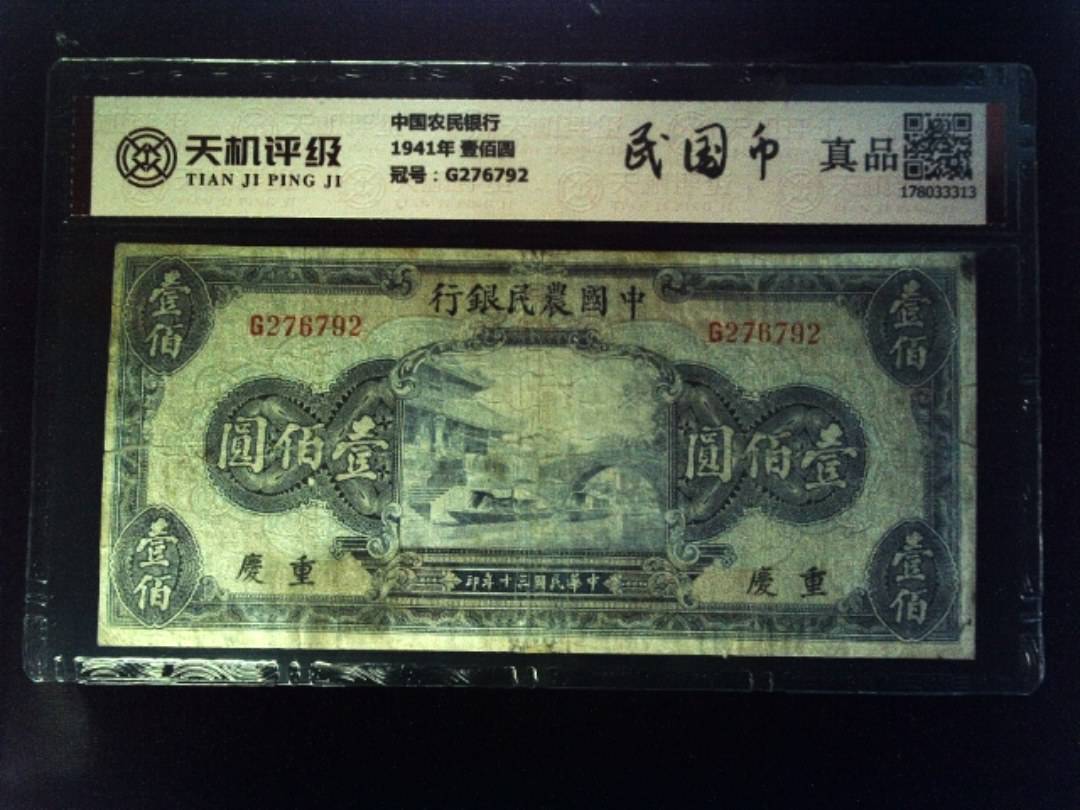 天机评级
TIAN JI PING JI
中国农民银行
1941年 壹佰圆
冠号：G276792
民国币
真品
178033313
壹佰
行銀民農國中
壹佰
G276792
G276792
圓佰壹
圓佰壹
壹佰
慶重
印年十三國民華中
慶重
壹佰